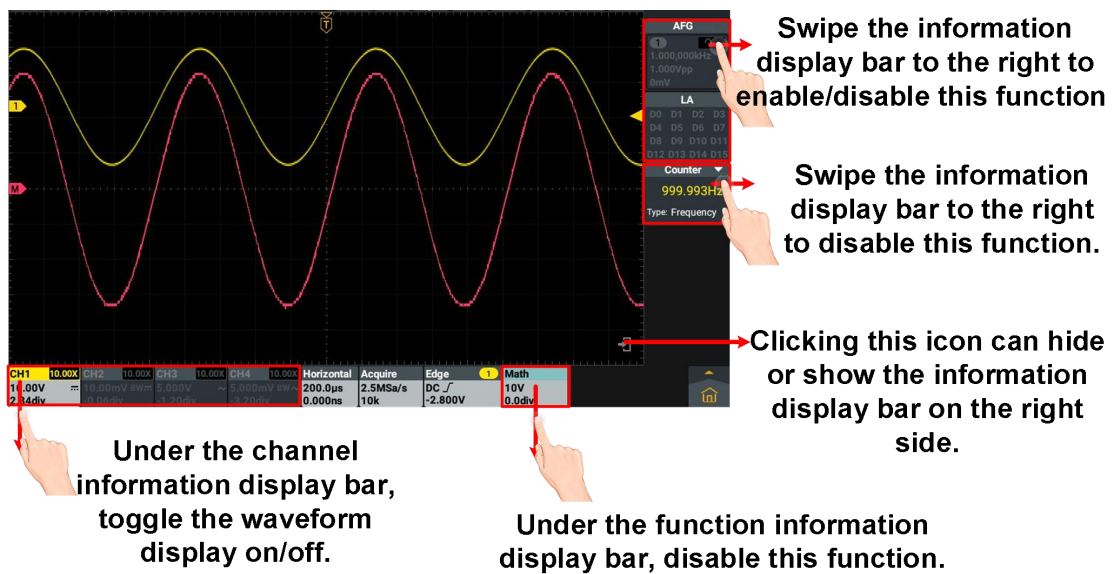 T
AFG
1
1.000,000kHz
1.000Vpp
0mV
LA
D0 D1 D2 D3
D4 D5 D6 D7
D8 D9 D10 D11
D12 D13 D14 D15
Counter
999.993Hz
Type: Frequency
1
M
Swipe the information
display bar to the right to
enable/disable this function
Swipe the information
display bar to the right
to disable this function.
Clicking this icon can hide
or show the information
display bar on the right
side.
CH1 10.00X CH2 10.00X CH3 10.00X CH4 10.00X Horizontal Acquire Edge 1 Math
10.00V 10.00mV BW 5.000V 5.000mV BW 200.0μs 2.5MSa/s DC 10V
2.84div -0.06div -1.20div -3.20div 0.000ns 10k -2.800V 0.0div
Under the channel
information display bar,
toggle the waveform
display on/off.
Under the function information
display bar, disable this function.